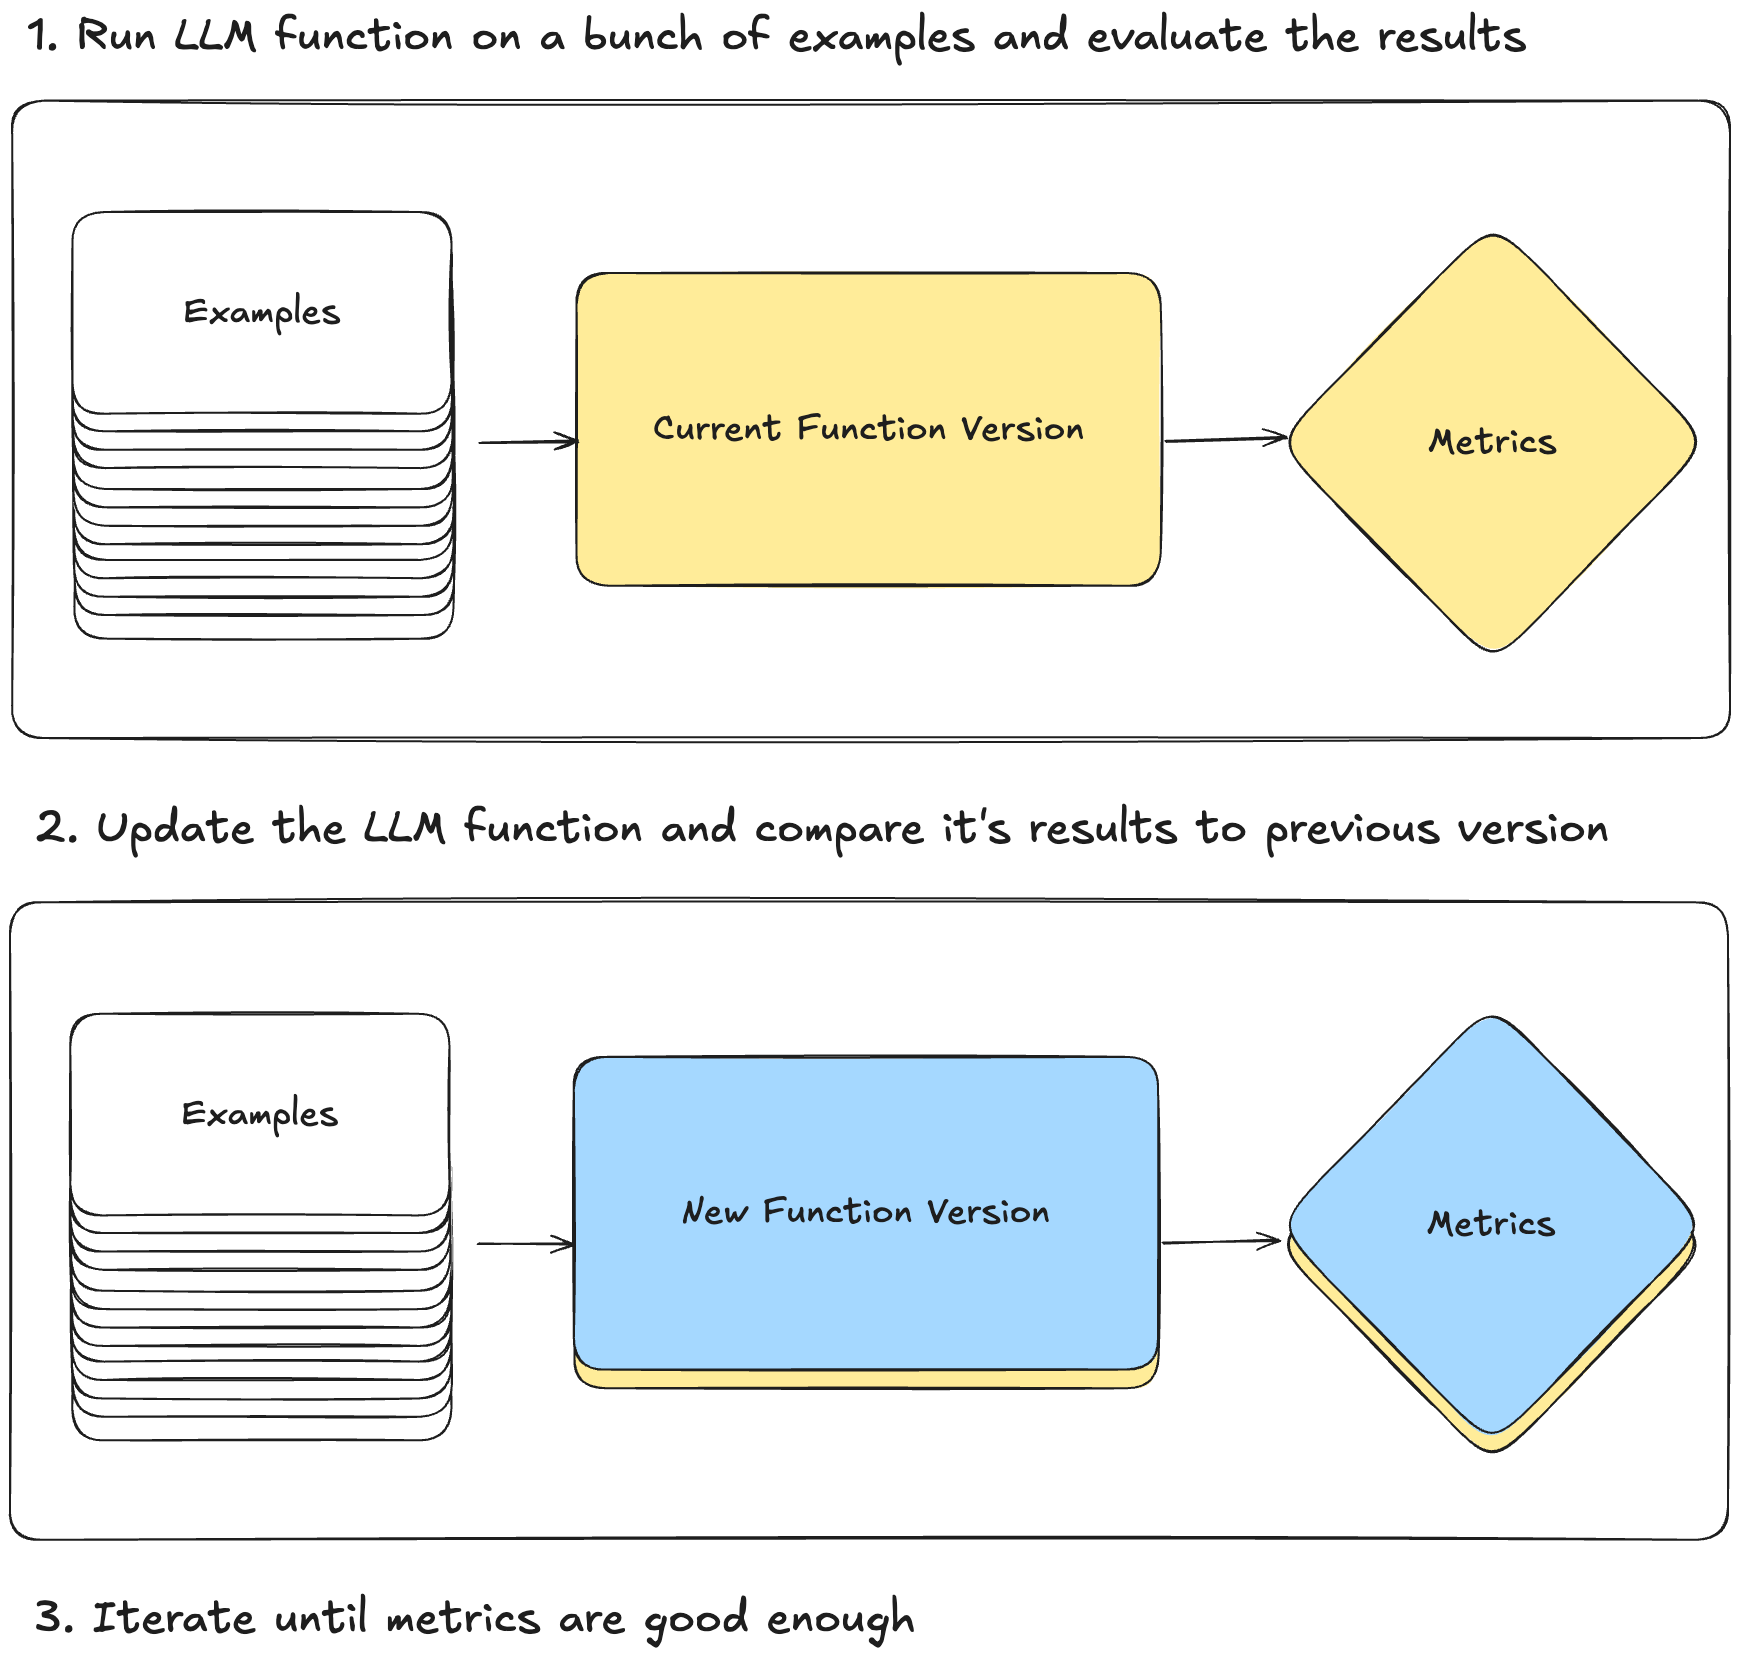 1. Run LLM function on a bunch of examples and evaluate the results
Examples
Current Function Version
Metrics
2. Update the LLM function and compare it's results to previous version
Examples
New Function Version
Metrics
3. Iterate until metrics are good enough